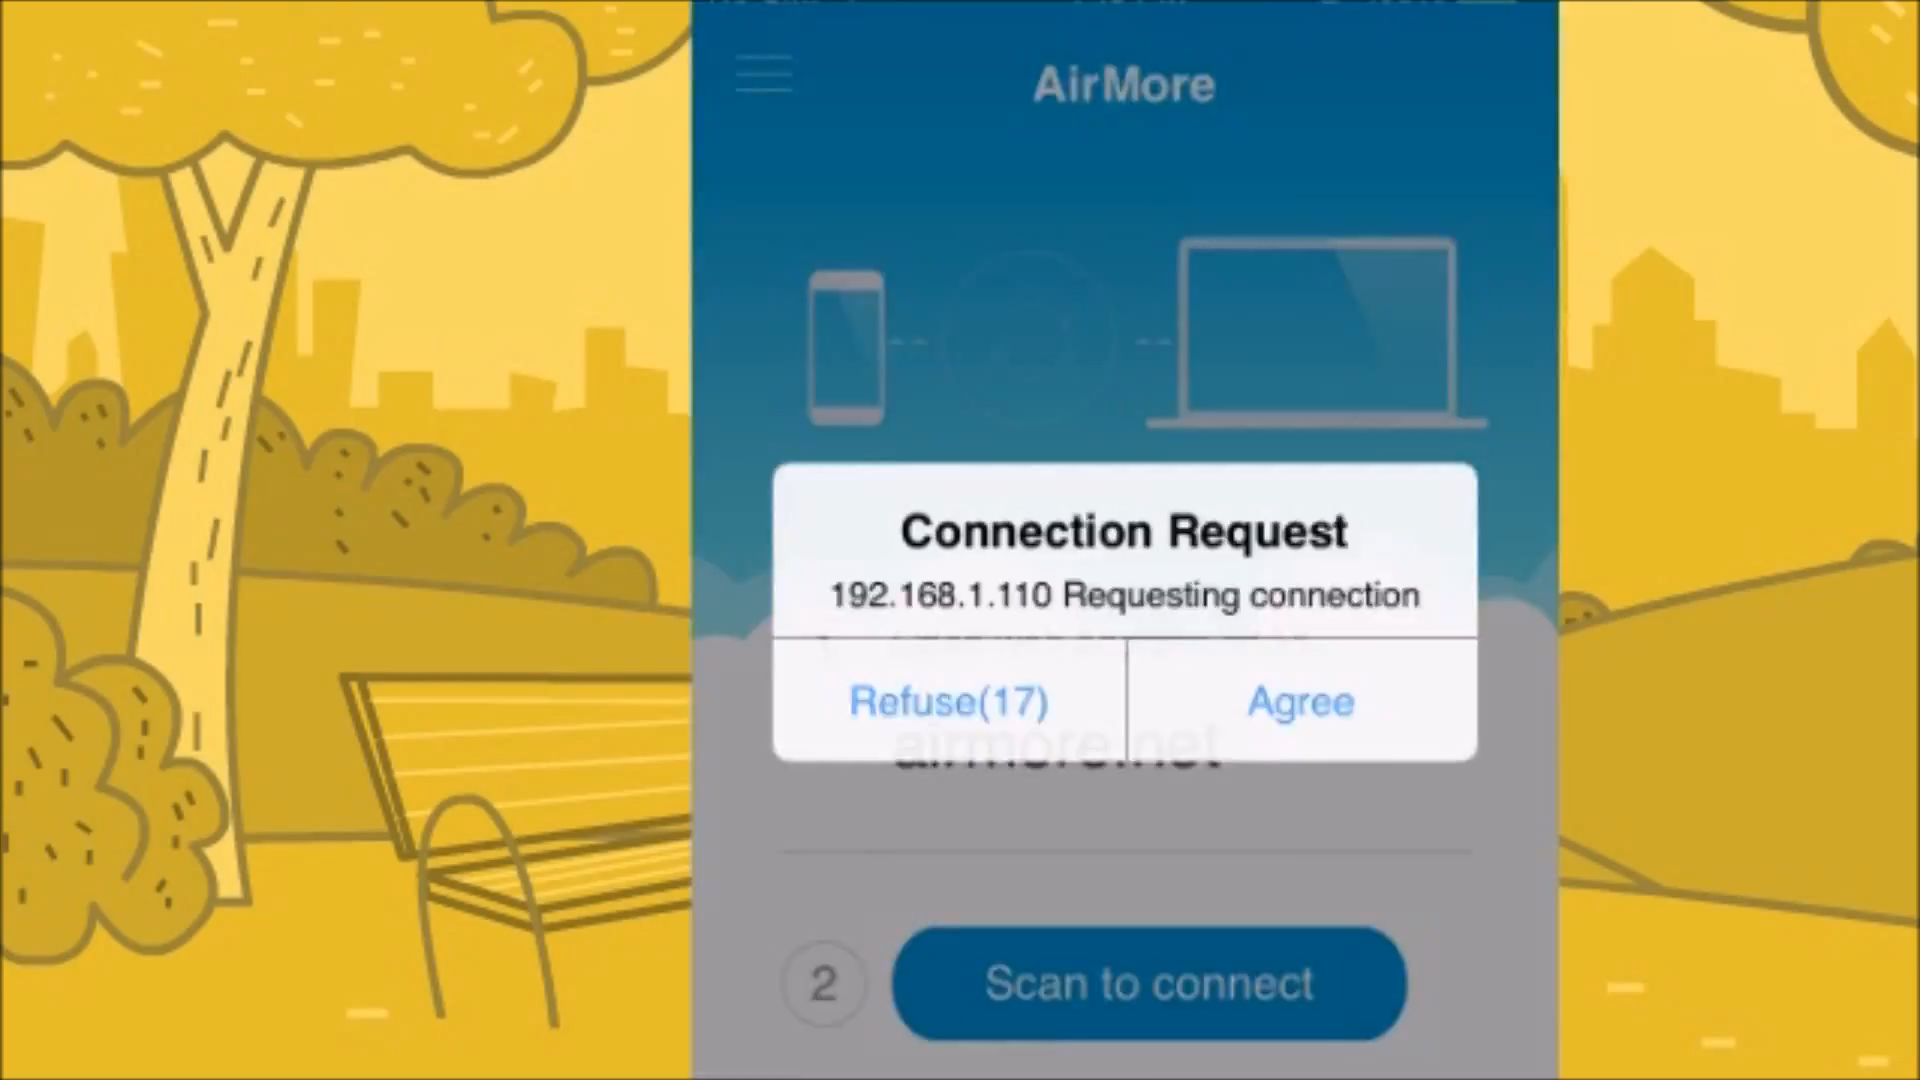 AirMore
Connection Request
192.168.1.110 Requesting connection
Refuse(17)
Agree
airmore.net
2
Scan to connect